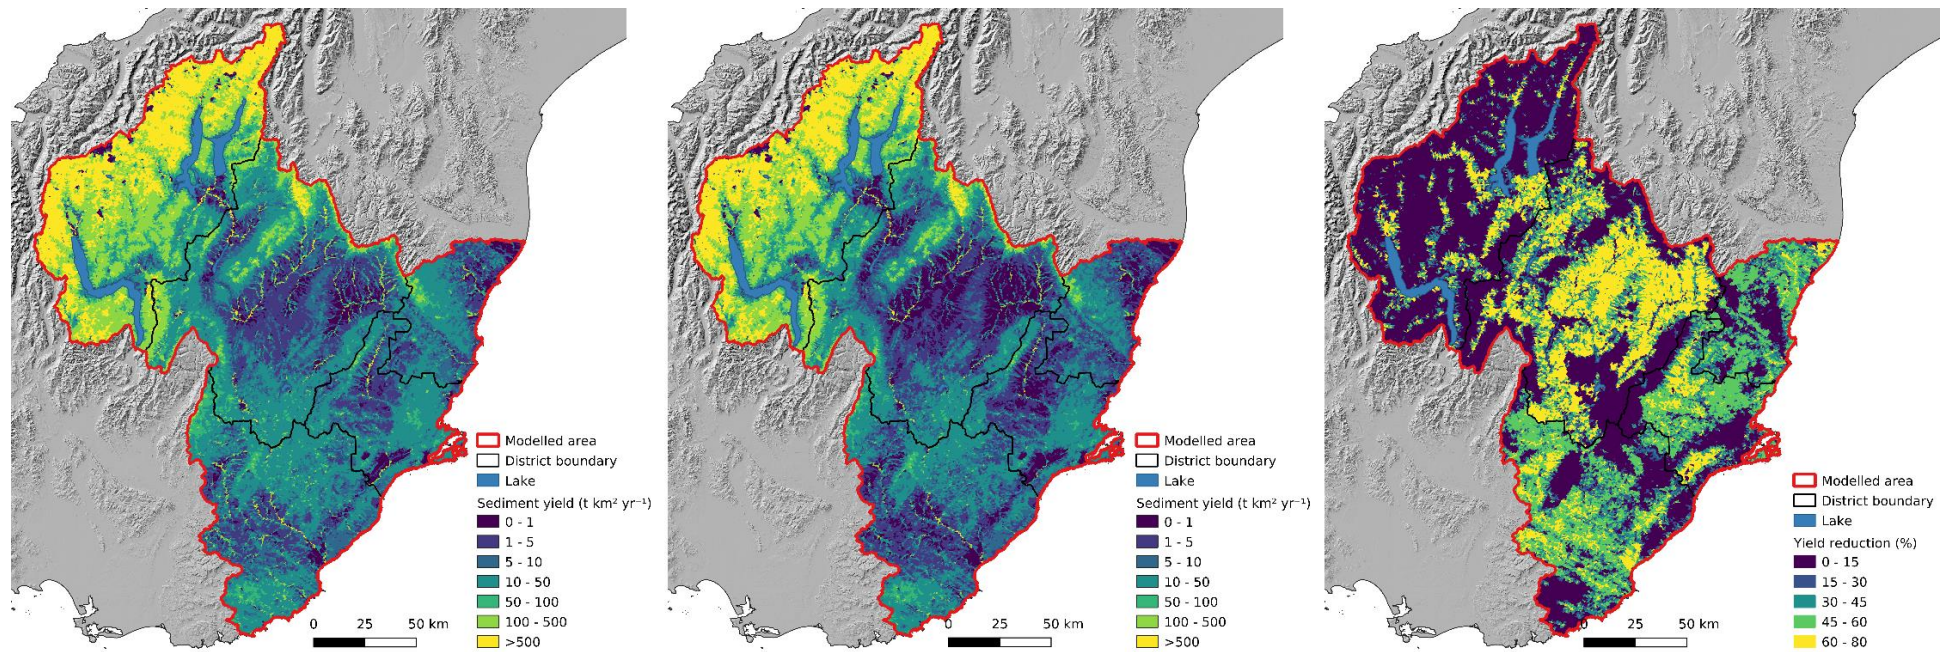 Modelled area
District boundary
Lake
Sediment yield (t km² yr⁻¹)
0 - 1
1 - 5
5 - 10
10 - 50
50 - 100
100 - 500
>500
0 25 50 km
Modelled area
District boundary
Lake
Sediment yield (t km² yr⁻¹)
0 - 1
1 - 5
5 - 10
10 - 50
50 - 100
100 - 500
>500
0 25 50 km
Modelled area
District boundary
Lake
Yield reduction (%)
0 - 15
15 - 30
30 - 45
45 - 60
60 - 80
0 25 50 km